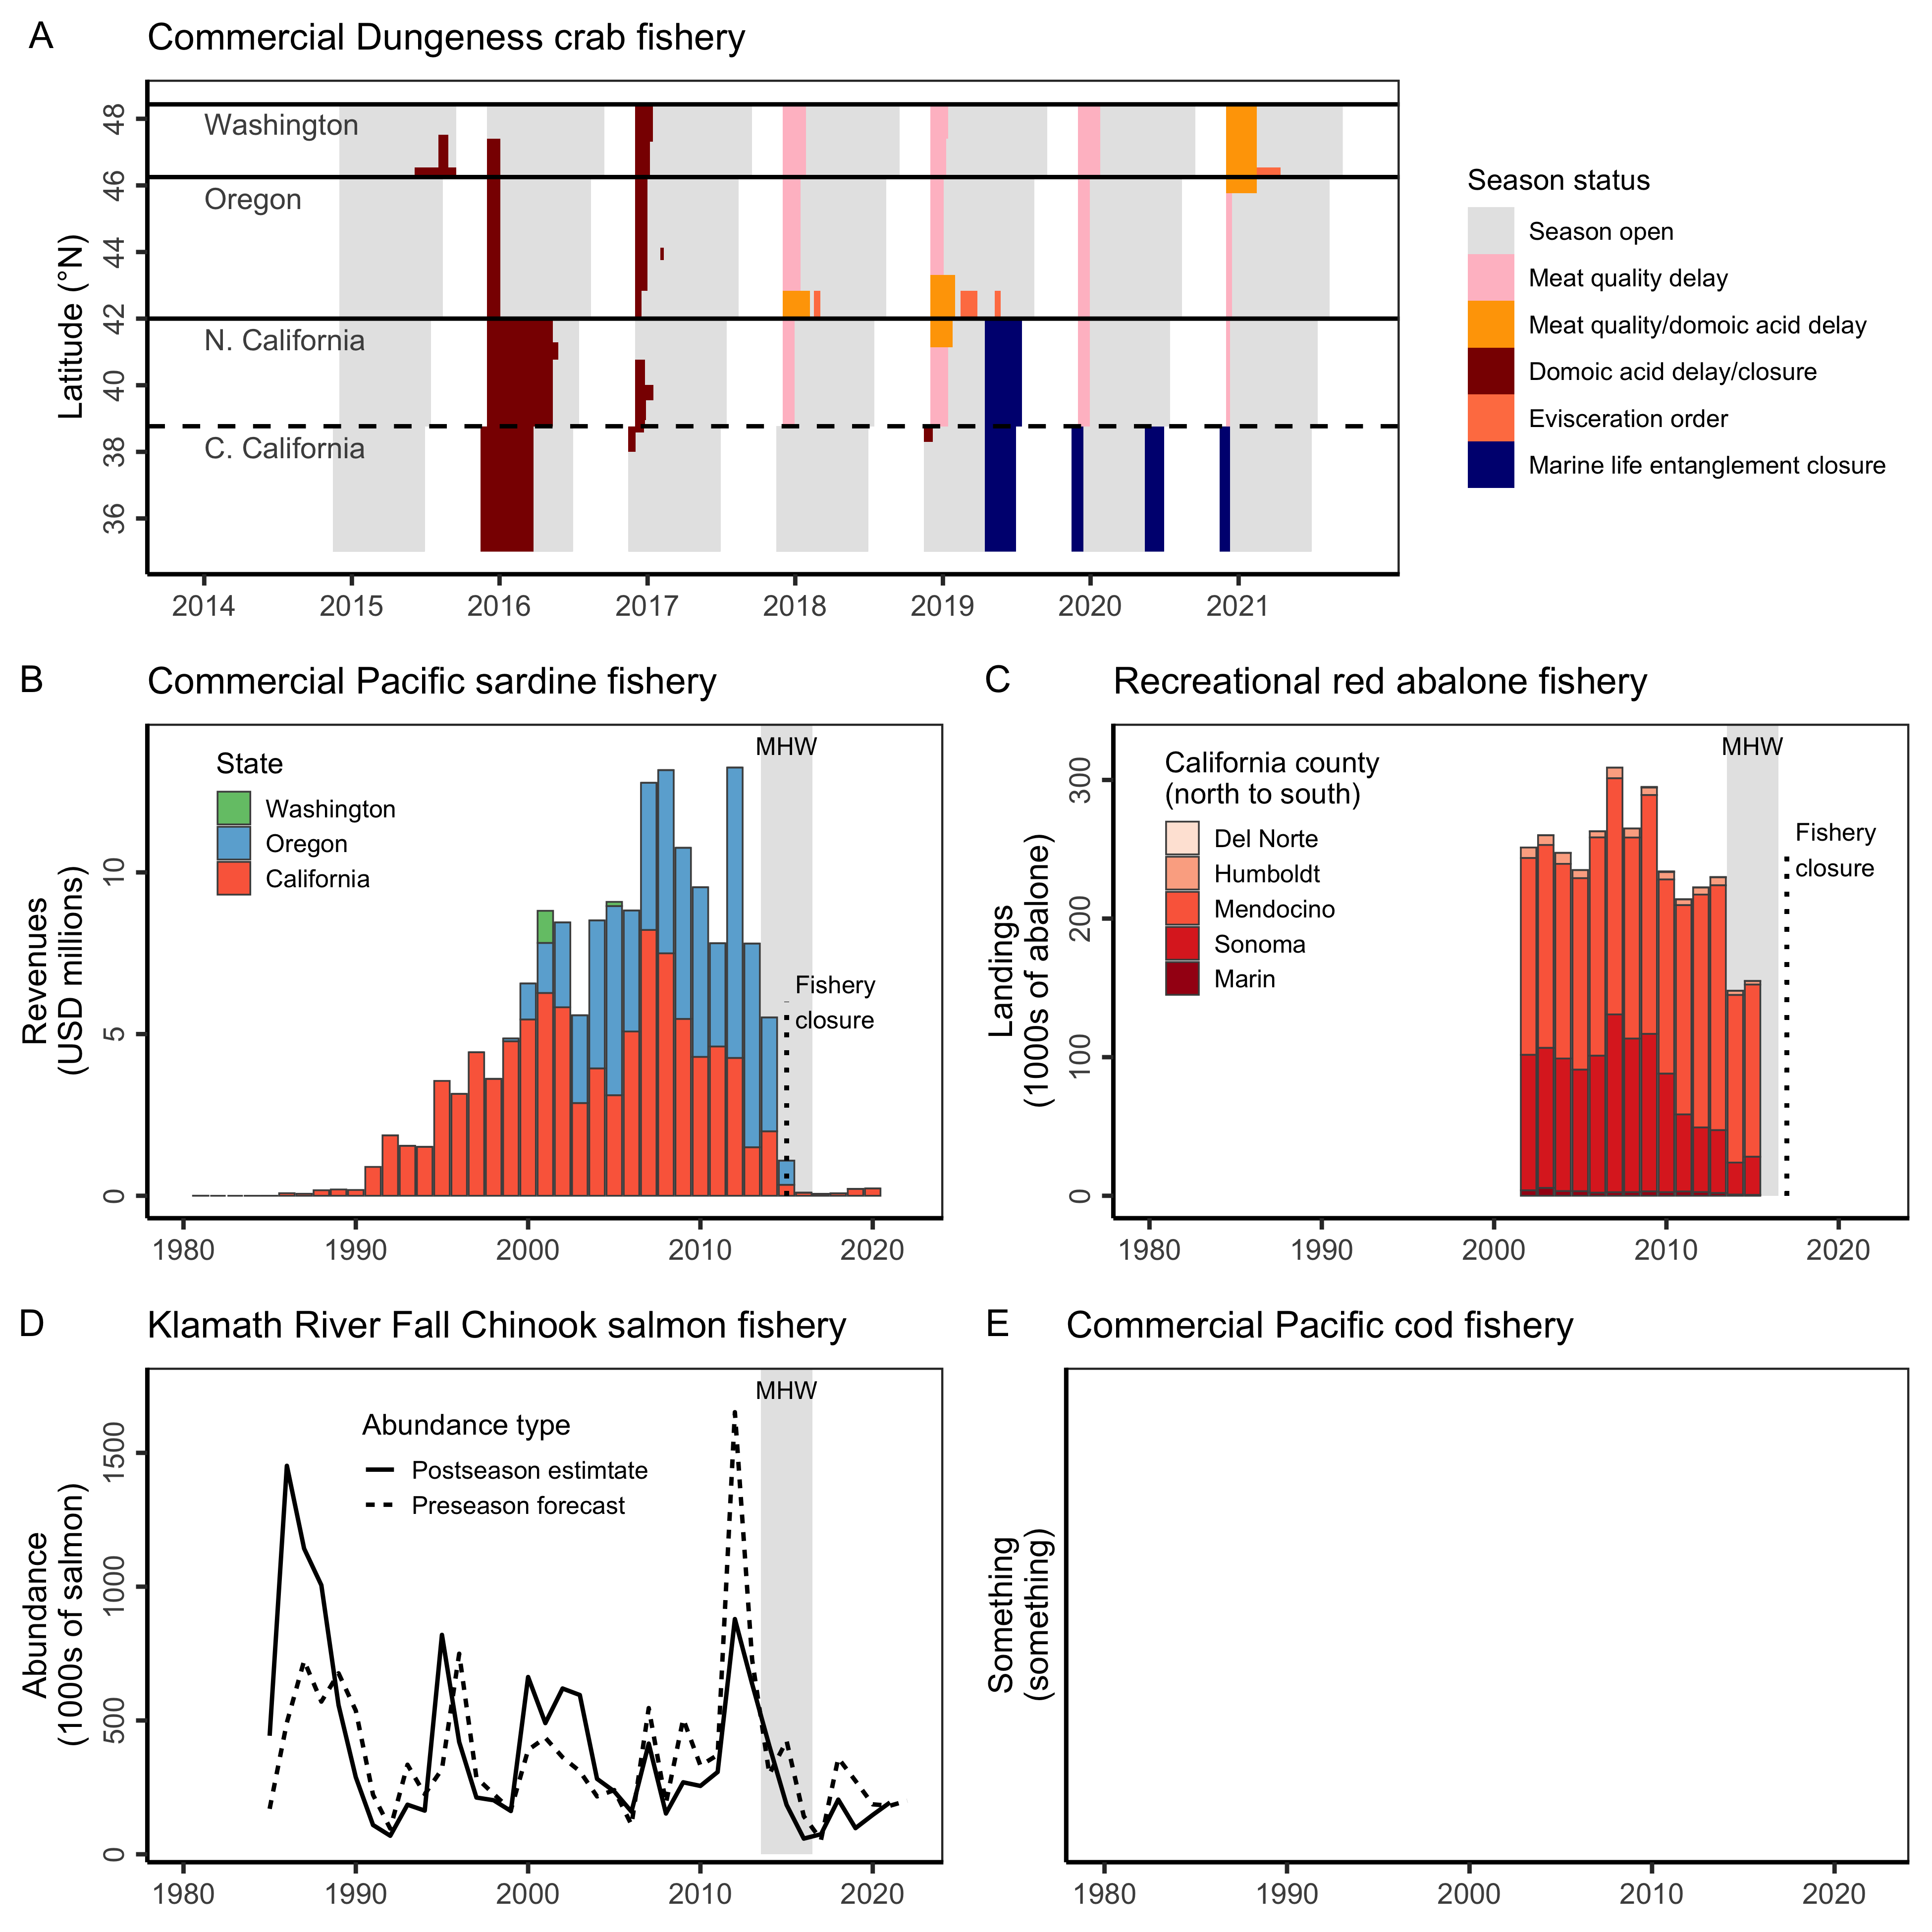 A
Commercial Dungeness crab fishery
Latitude (°N)
48
46
44
42
40
38
36
Washington
Oregon
N. California
C. California
2014
2015
2016
2017
2018
2019
2020
2021
Season status
Season open
Meat quality delay
Meat quality/domoic acid delay
Domoic acid delay/closure
Evisceration order
Marine life entanglement closure
B
Commercial Pacific sardine fishery
Revenues
(USD millions)
10
5
0
State
Washington
Oregon
California
MHW
Fishery
closure
1980
1990
2000
2010
2020
C
Recreational red abalone fishery
Landings
(1000s of abalone)
300
200
100
0
California county
(north to south)
Del Norte
Humboldt
Mendocino
Sonoma
Marin
MHW
Fishery
closure
1980
1990
2000
2010
2020
D
Klamath River Fall Chinook salmon fishery
Abundance
(1000s of salmon)
1500
1000
500
0
Abundance type
Postseason estimtate
Preseason forecast
MHW
1980
1990
2000
2010
2020
E
Commercial Pacific cod fishery
Something
(something)
1980
1990
2000
2010
2020